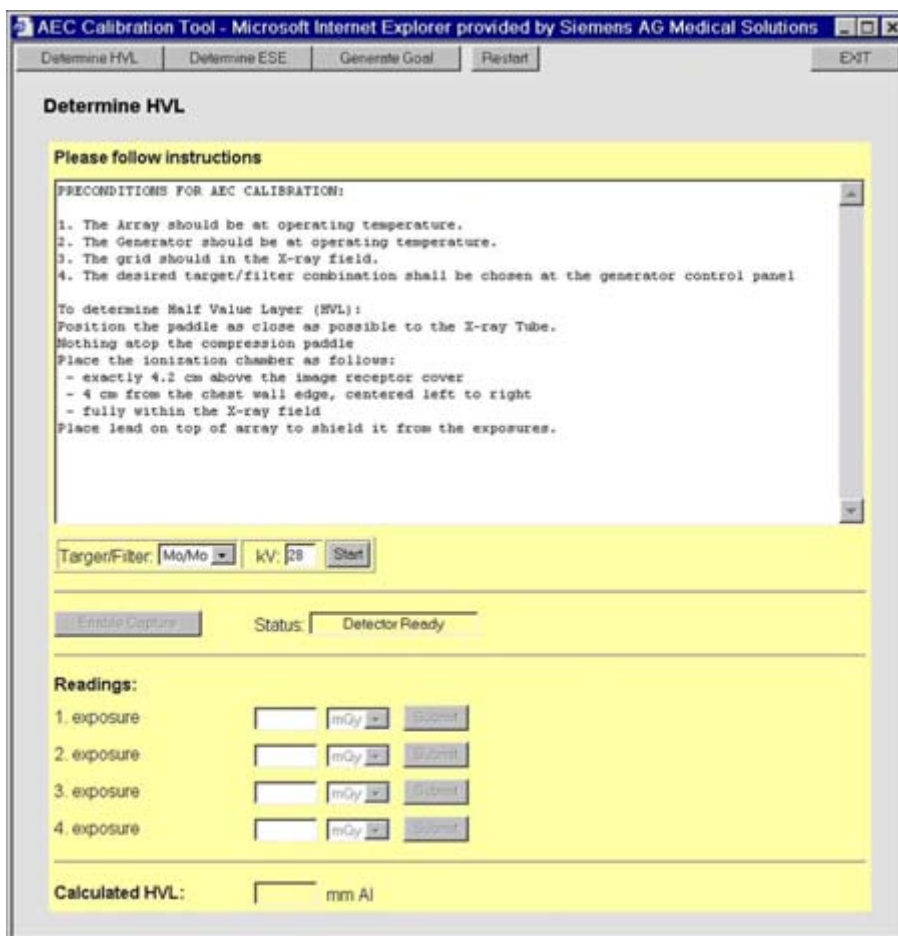 AEC Calibration Tool - Microsoft Internet Explorer provided by Siemens AG Medical Solutions
Determine HVL Determine ESE Generate Goal Restart EXIT
Determine HVL
Please follow instructions
PRECONDITIONS FOR AEC CALIBRATION:
1. The Array should be at operating temperature.
2. The Generator should be at operating temperature.
3. The grid should in the X-ray field.
4. The desired target/filter combination shall be chosen at the generator control panel
To determine Half Value Layer (HVL):
Position the paddle as close as possible to the X-ray Tube.
Nothing atop the compression paddle
Place the ionization chamber as follows:
- exactly 4.2 cm above the image receptor cover
- 4 cm from the chest wall edge, centered left to right
- fully within the X-ray field
Place lead on top of array to shield it from the exposures.
Targer/Filter: Mo/Mo kV: 28 Start
Enable Capture Status: Detector Ready
Readings:
1. exposure mGy Submit
2. exposure mGy Submit
3. exposure mGy Submit
4. exposure mGy Submit
Calculated HVL: mm Al